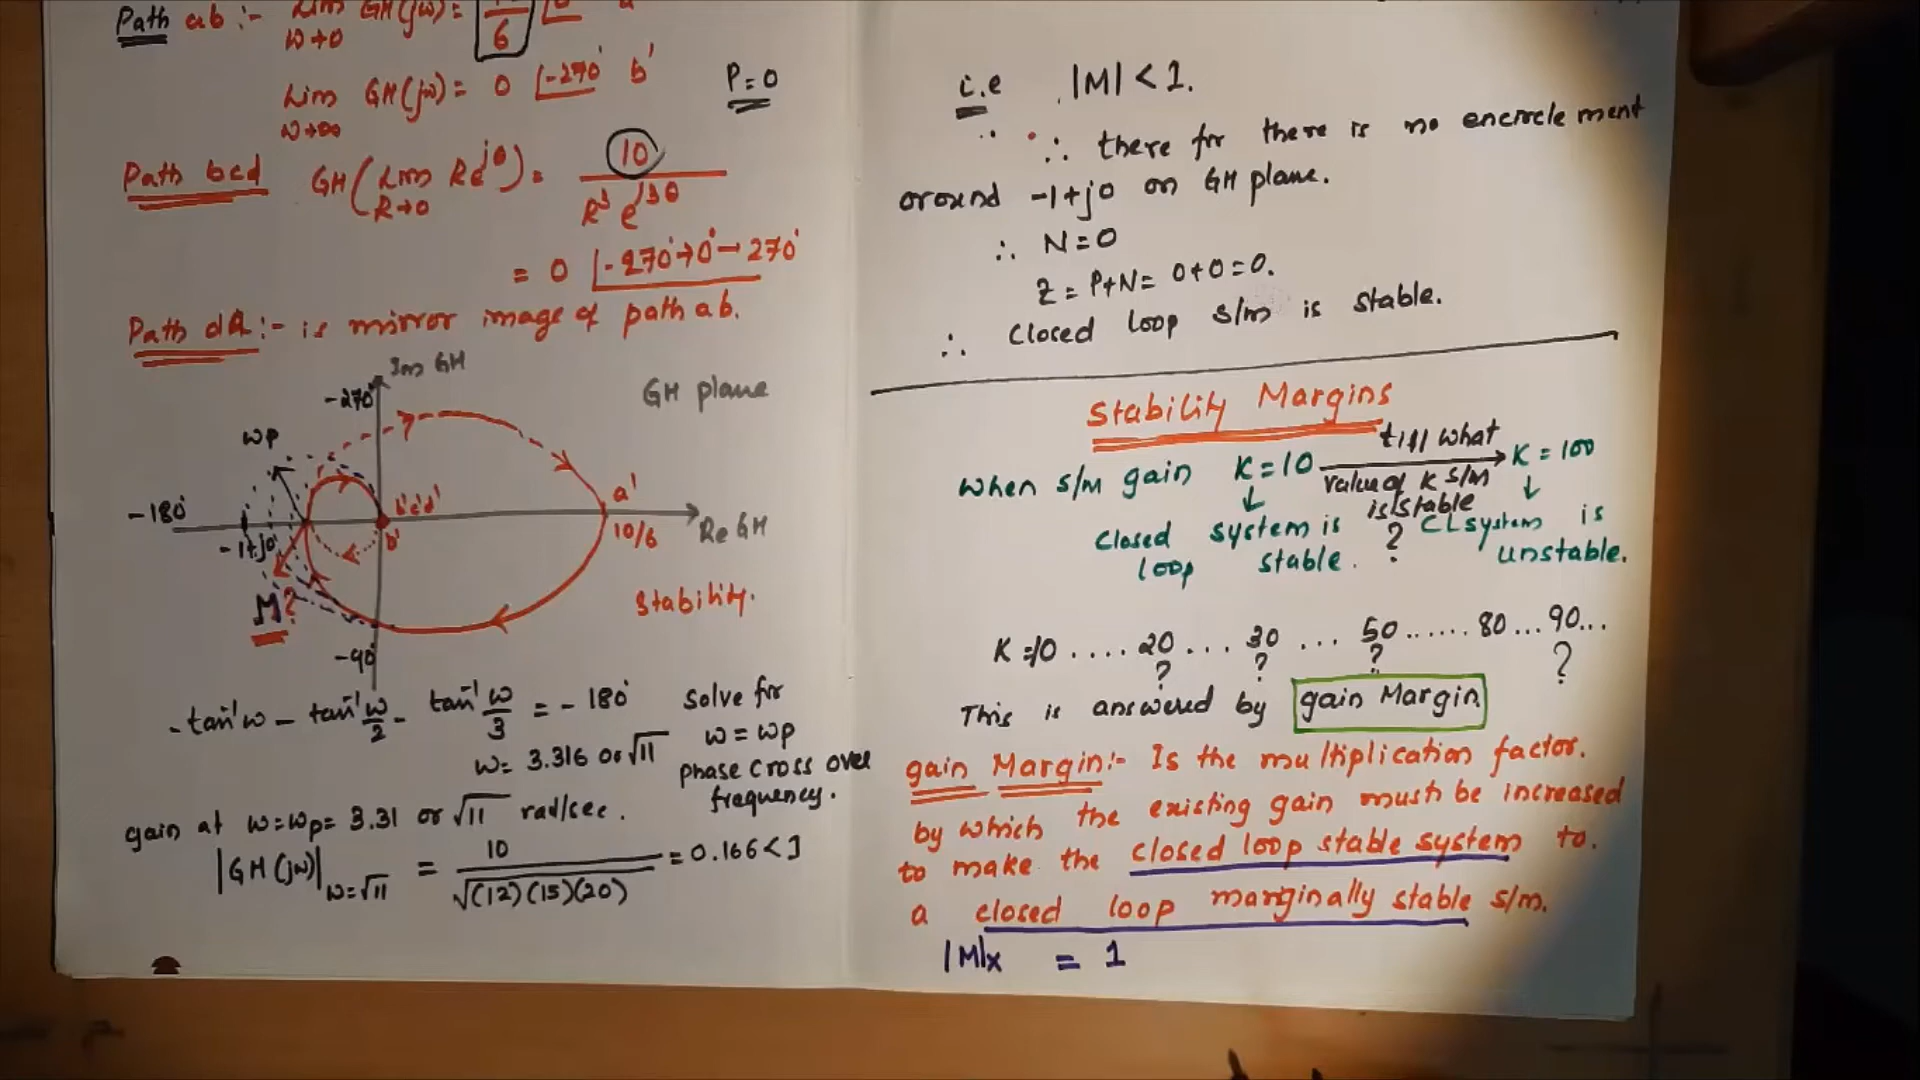 Path ab :- Lim GH(jω) =
ω→0
6
Lim GH(jω) = 0 ∠-270° b'
ω→∞
P = 0
Path bcd GH(Lim Re^jθ) = 10
R→0
R³ e^j3θ
= 0 ∠-270°→0°→270°
Path da :- is mirror image of path ab.
Im GH
GH plane
-270°
ωp
-180°
b'c'd'
a'
-1+j0
b'
10/6
Re GH
M?
Stability.
-90°
-tan⁻¹ω - tan⁻¹ω/2 - tan⁻¹ω/3 = -180° solve for
ω = ωp
ω = 3.316 or √11
phase cross over
frequency.
gain at ω=ωp= 3.31 or √11 rad/sec.
|GH(jω)|ω=√11 = 10/√(12)(15)(20) = 0.166 < 1
i.e |M| < 1.
∴ there for there is no encirclement
around -1+j0 on GH plane.
∴ N = 0
Z = P+N = 0+0 = 0.
∴ Closed loop s/m is stable.
Stability Margins
When s/m gain K = 10 → K = 100
till what
value of K s/m
is stable
?
Closed system is
loop stable.
CL system is
unstable.
K = 10 .... 20 ... 30 ... 50 ...... 80 ... 90...
? ? ? ?
This is answered by gain Margin
gain Margin:- Is the multiplication factor.
by which the existing gain must be increased
to make the closed loop stable system to.
a closed loop marginally stable s/m.
|M|x = 1